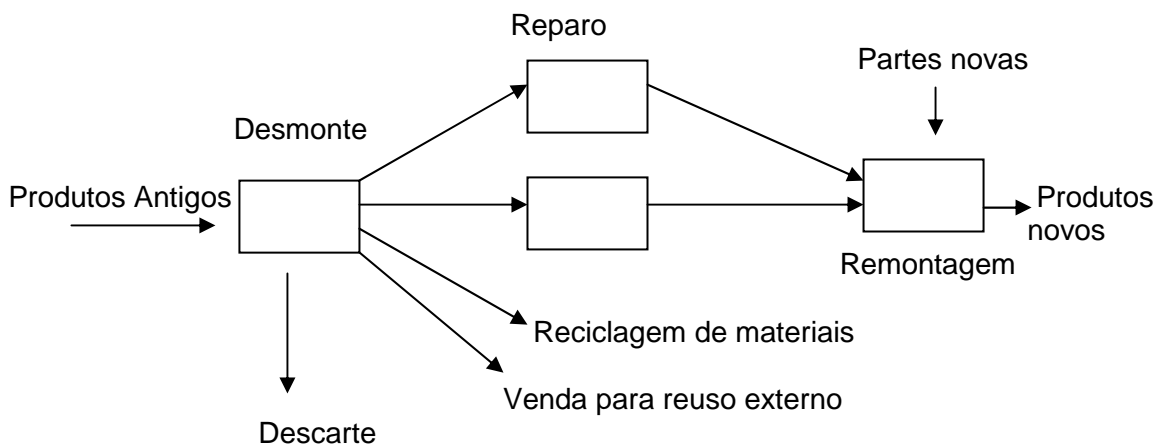 Reparo
Partes novas
Desmonte
Produtos Antigos
Produtos
novos
Remontagem
Reciclagem de materiais
Venda para reuso externo
Descarte